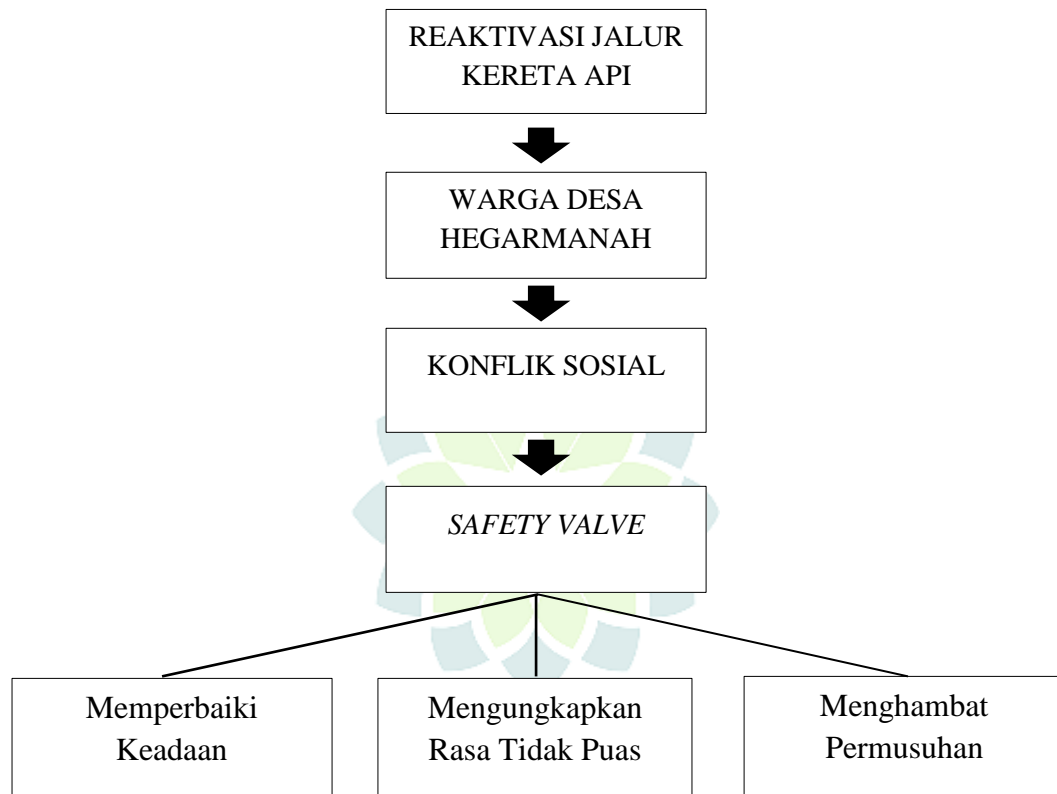 REAKTIVASI JALUR
KERETA API
WARGA DESA
HEGARMANAH
KONFLIK SOSIAL
SAFETY VALVE
Memperbaiki
Keadaan
Mengungkapkan
Rasa Tidak Puas
Menghambat
Permusuhan